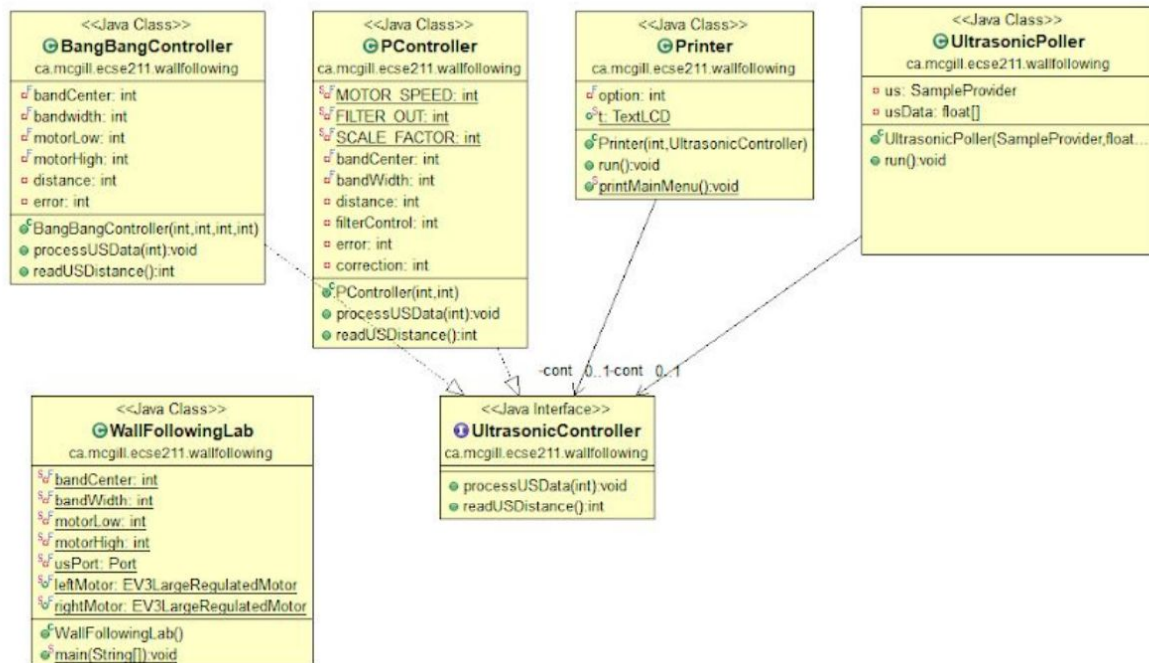 <<Java Class>>
BangBangController
ca.mcgill.ecse211.wallfollowing
bandCenter: int
bandwidth: int
motorLow: int
motorHigh: int
distance: int
error: int
BangBangController(int,int,int,int)
processUSData(int):void
readUSDistance():int
<<Java Class>>
PController
ca.mcgill.ecse211.wallfollowing
MOTOR_SPEED: int
FILTER_OUT: int
SCALE_FACTOR: int
bandCenter: int
bandWidth: int
distance: int
filterControl: int
error: int
correction: int
PController(int,int)
processUSData(int):void
readUSDistance():int
<<Java Class>>
Printer
ca.mcgill.ecse211.wallfollowing
option: int
t: TextLCD
Printer(int,UltrasonicController)
run():void
printMainMenu():void
<<Java Class>>
UltrasonicPoller
ca.mcgill.ecse211.wallfollowing
us: SampleProvider
usData: float[]
UltrasonicPoller(SampleProvider,float...
run():void
-cont 0..1
-cont 0..1
<<Java Class>>
WallFollowingLab
ca.mcgill.ecse211.wallfollowing
bandCenter: int
bandWidth: int
motorLow: int
motorHigh: int
usPort: Port
leftMotor: EV3LargeRegulatedMotor
rightMotor: EV3LargeRegulatedMotor
WallFollowingLab()
main(String[]):void
<<Java Interface>>
UltrasonicController
ca.mcgill.ecse211.wallfollowing
processUSData(int):void
readUSDistance():int